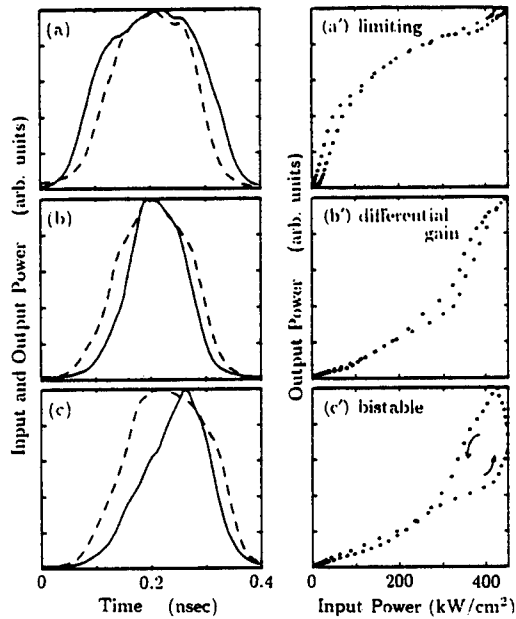 (a)
(a′) limiting
(b)
(b′) differential
gain
(c)
(c′) bistable
Input and Output Power (arb. units)
Output Power (arb. units)
0 0.2 0.4
Time (nsec)
0 200 400
Input Power (kW/cm²)